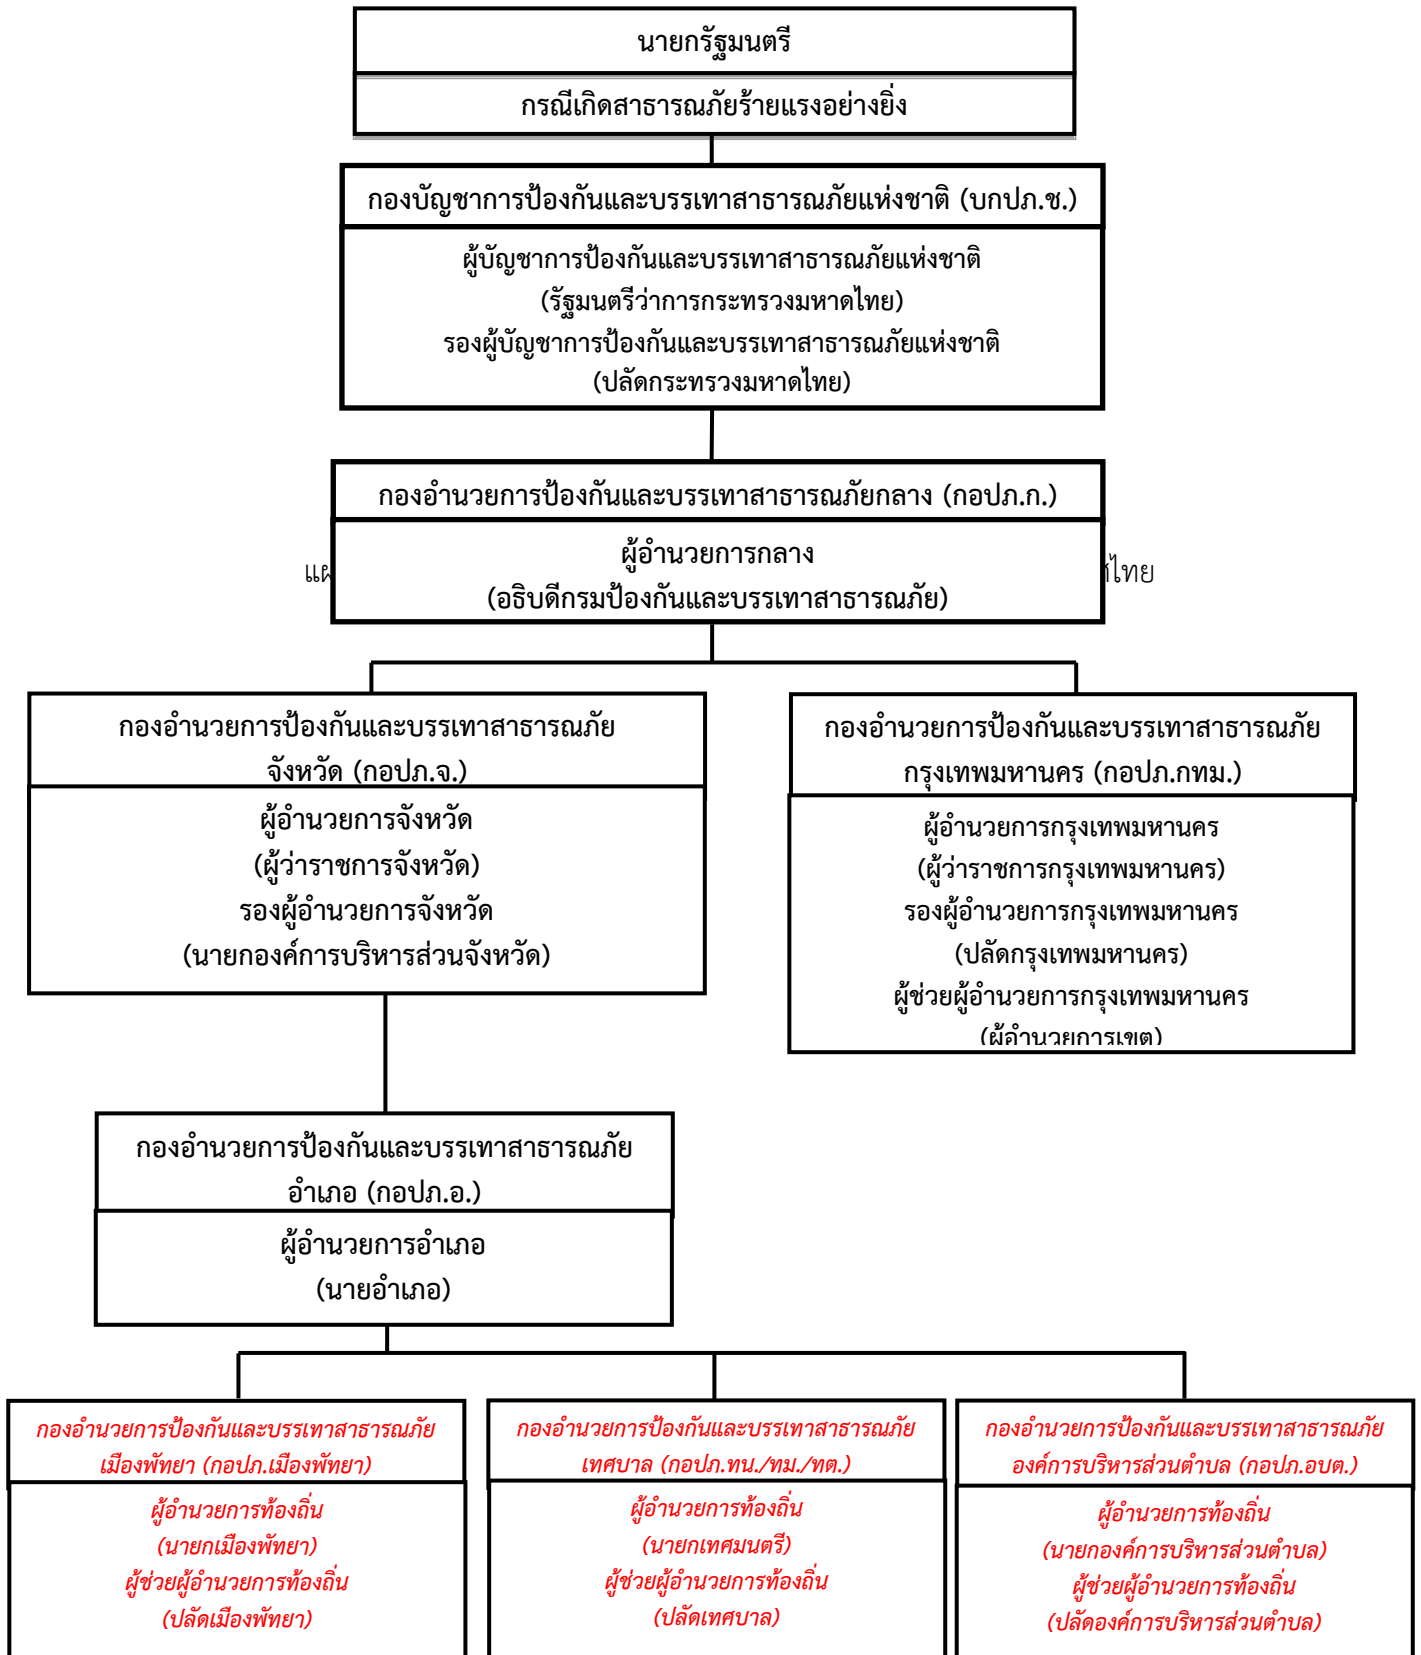 นายกรัฐมนตรี
กรณีเกิดสาธารณภัยร้ายแรงอย่างยิ่ง
กองบัญชาการป้องกันและบรรเทาสาธารณภัยแห่งชาติ (บกปภ.ช.)
ผู้บัญชาการป้องกันและบรรเทาสาธารณภัยแห่งชาติ
(รัฐมนตรีว่าการกระทรวงมหาดไทย)
รองผู้บัญชาการป้องกันและบรรเทาสาธารณภัยแห่งชาติ
(ปลัดกระทรวงมหาดไทย)
กองอำนวยการป้องกันและบรรเทาสาธารณภัยกลาง (กอปภ.ก.)
ผู้อำนวยการกลาง
ไทย
(อธิบดีกรมป้องกันและบรรเทาสาธารณภัย)
กองอำนวยการป้องกันและบรรเทาสาธารณภัย
จังหวัด (กอปภ.จ.)
ผู้อำนวยการจังหวัด
(ผู้ว่าราชการจังหวัด)
รองผู้อำนวยการจังหวัด
(นายกองค์การบริหารส่วนจังหวัด)
กองอำนวยการป้องกันและบรรเทาสาธารณภัย
กรุงเทพมหานคร (กอปภ.กทม.)
ผู้อำนวยการกรุงเทพมหานคร
(ผู้ว่าราชการกรุงเทพมหานคร)
รองผู้อำนวยการกรุงเทพมหานคร
(ปลัดกรุงเทพมหานคร)
ผู้ช่วยผู้อำนวยการกรุงเทพมหานคร
(ผู้อำนวยการเขต)
กองอำนวยการป้องกันและบรรเทาสาธารณภัย
อำเภอ (กอปภ.อ.)
ผู้อำนวยการอำเภอ
(นายอำเภอ)
กองอำนวยการป้องกันและบรรเทาสาธารณภัย
เมืองพัทยา (กอปภ.เมืองพัทยา)
ผู้อำนวยการท้องถิ่น
(นายกเมืองพัทยา)
ผู้ช่วยผู้อำนวยการท้องถิ่น
(ปลัดเมืองพัทยา)
กองอำนวยการป้องกันและบรรเทาสาธารณภัย
เทศบาล (กอปภ.ทน./ทม./ทต.)
ผู้อำนวยการท้องถิ่น
(นายกเทศมนตรี)
ผู้ช่วยผู้อำนวยการท้องถิ่น
(ปลัดเทศบาล)
กองอำนวยการป้องกันและบรรเทาสาธารณภัย
องค์การบริหารส่วนตำบล (กอปภ.อบต.)
ผู้อำนวยการท้องถิ่น
(นายกองค์การบริหารส่วนตำบล)
ผู้ช่วยผู้อำนวยการท้องถิ่น
(ปลัดองค์การบริหารส่วนตำบล)